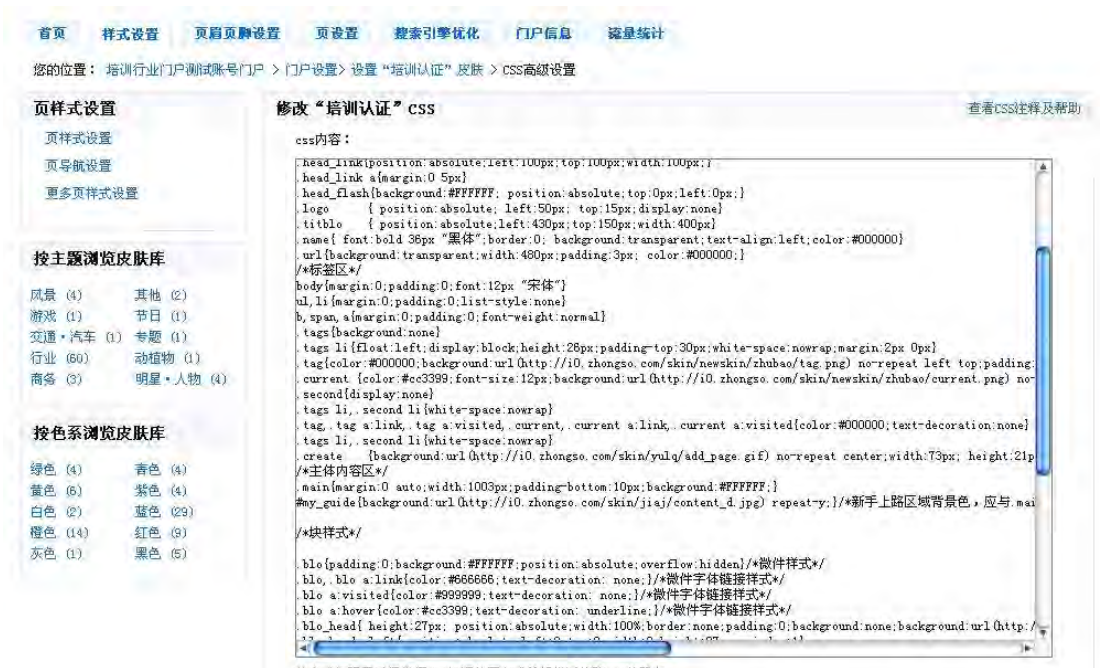 首页 样式设置 页眉页脚设置 页设置 搜索引擎优化 门户信息 流量统计
您的位置： 培训行业门户测试账号门户 > 门户设置> 设置 “培训认证” 皮肤 > CSS高级设置
页样式设置
页样式设置
页导航设置
更多页样式设置
按主题浏览皮肤库
风景 (4) 其他 (2)
游戏 (1) 节日 (1)
交通·汽车 (1) 专题 (1)
行业 (60) 动植物 (1)
商务 (3) 明星·人物 (4)
按色系浏览皮肤库
绿色 (4) 青色 (4)
黄色 (6) 紫色 (4)
白色 (2) 蓝色 (29)
橙色 (14) 红色 (9)
灰色 (1) 黑色 (5)
修改“培训认证”CSS 查看CSS注释及帮助
css内容：
.head_link{position:absolute;left:100px;top:100px;width:100px;}
.head_link a{margin:0 5px}
.head_flash{background:#FFFFFF; position:absolute;top:0px;left:0px;}
.logo { position:absolute; left:50px; top:15px;display:none}
.titblo { position:absolute;left:430px;top:150px;width:400px}
.name{ font:bold 36px "黑体";border:0; background:transparent;text-align:left;color:#000000}
.url{background:transparent;width:480px;padding:3px; color:#000000;}
/*标签区*/
body{margin:0;padding:0;font:12px "宋体"}
ul,li{margin:0;padding:0;list-style:none}
b,span,a{margin:0;padding:0;font-weight:normal}
.tags{background:none}
.tags li{float:left;display:block;height:26px;padding-top:30px;white-space:nowrap;margin:2px 0px}
.tag{color:#000000;background:url(http://i0.zhongso.com/skin/newskin/zhubao/tag.png) no-repeat left top;padding:
.current {color:#cc3399;font-size:12px;background:url(http://i0.zhongso.com/skin/newskin/zhubao/current.png) no-
.second{display:none}
.tags li,.second li{white-space:nowrap}
.tag,.tag a:link,.tag a:visited,.current,.current a:link,.current a:visited{color:#000000;text-decoration:none}
.tags li,.second li{white-space:nowrap}
.create {background:url(http://i0.zhongso.com/skin/yulq/add_page.gif) no-repeat center;width:73px; height:21p
/*主体内容区*/
.main{margin:0 auto;width:1003px;padding-bottom:10px;background:#FFFFFF;}
#my_guide{background:url(http://i0.zhongso.com/skin/jiaj/content_d.jpg) repeat-y;}/*新手上路区域背景色，应与.mai
/*块样式*/
.blo{padding:0;background:#FFFFFF;position:absolute;overflow:hidden}/*微件样式*/
.blo,.blo a:link{color:#666666;text-decoration: none;}/*微件字体链接样式*/
.blo a:visited{color:#999999;text-decoration: none;}/*微件字体链接样式*/
.blo a:hover{color:#cc3399;text-decoration: underline;}/*微件字体链接样式*/
.blo_head{ height:27px; position:absolute;width:100%;border:none;padding:0;background:none;background:url(http:/